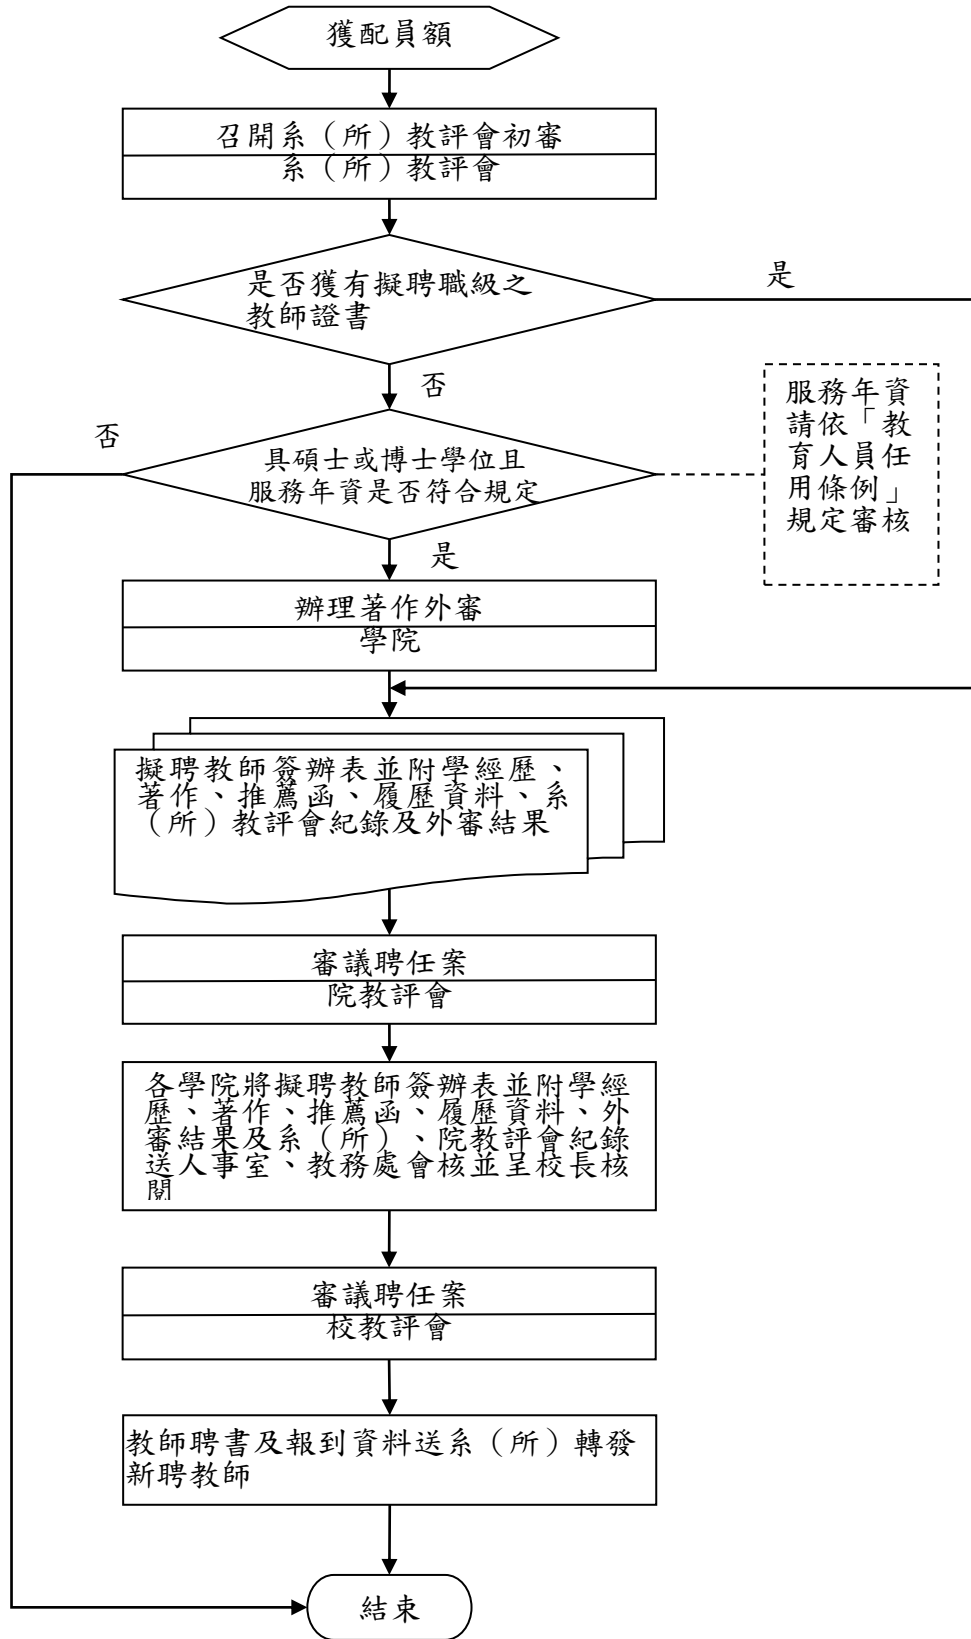 獲配員額
召開系（所）教評會初審
系（所）教評會
是否獲有擬聘職級之
教師證書
是
否
服務年資
請依「教
育人員任
用條例」
規定審核
否
具碩士或博士學位且
服務年資是否符合規定
是
辦理著作外審
學院
擬聘教師簽辦表並附學經歷、
著作、推薦函、履歷資料、系
（所）教評會紀錄及外審結果
審議聘任案
院教評會
各學院將擬聘教師簽辦表並附學經
歷、著作、推薦函、履歷資料、外
審結果及系（所）、院教評會紀錄
送人事室、教務處會核並呈校長核
閱
審議聘任案
校教評會
教師聘書及報到資料送系（所）轉發
新聘教師
結束